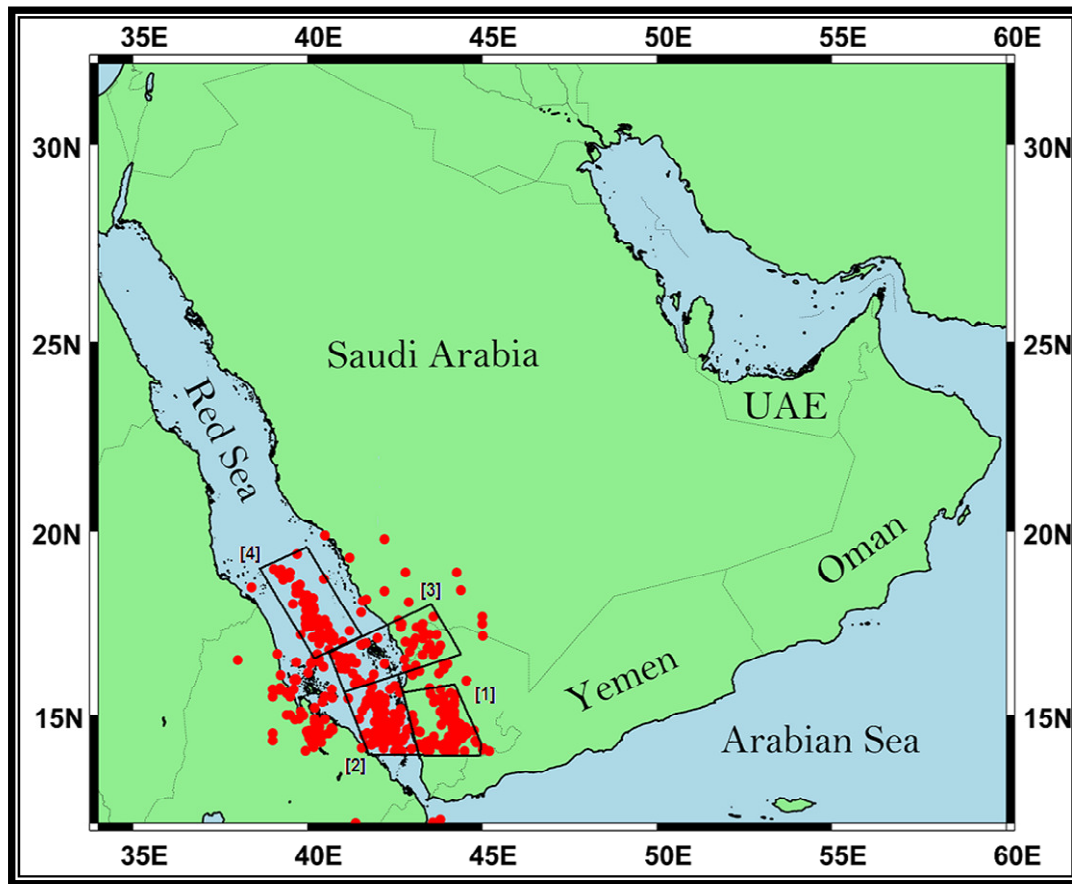 35E 40E 45E 50E 55E 60E
30N 30N
25N 25N
Saudi Arabia
UAE
Red Sea
20N 20N
[4]
Oman
[3]
Yemen
[1]
15N 15N
Arabian Sea
[2]
35E 40E 45E 50E 55E 60E